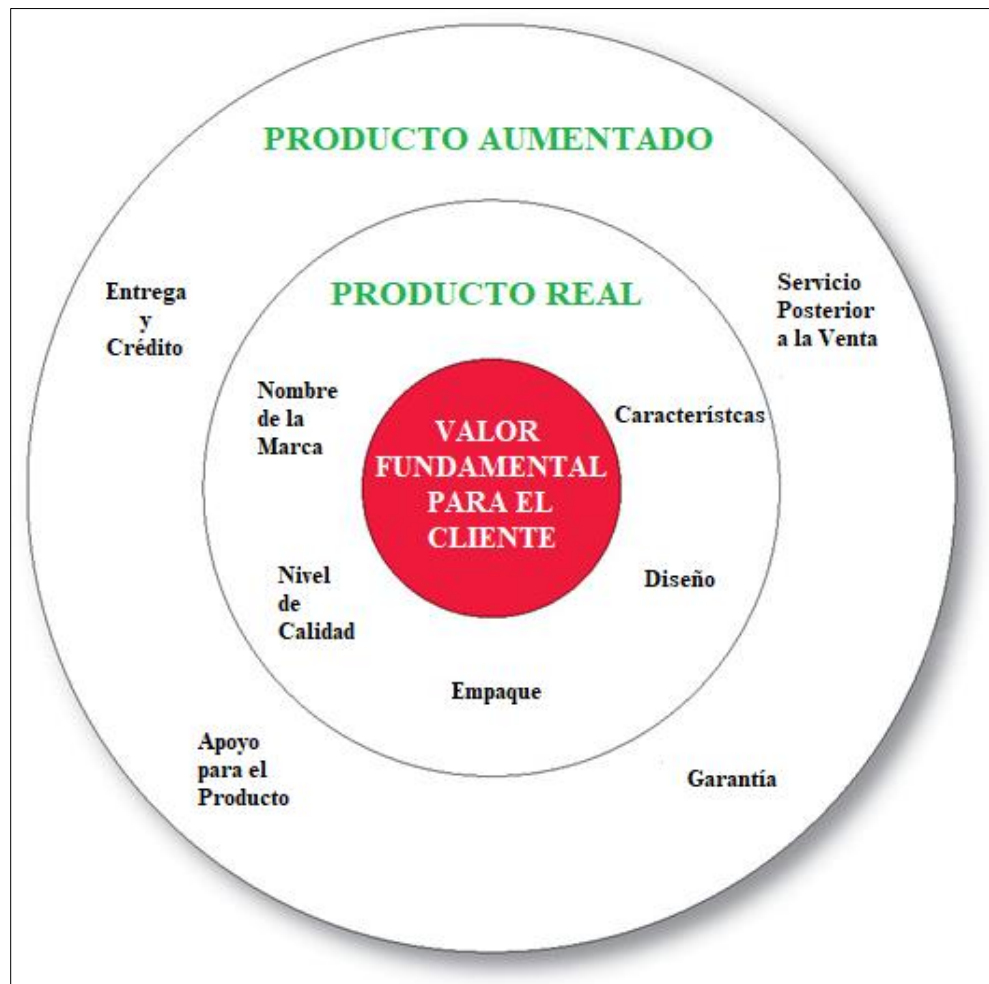 PRODUCTO AUMENTADO
Entrega
y
Crédito
Servicio
Posterior
a la Venta
PRODUCTO REAL
Nombre
de la
Marca
Característcas
VALOR
FUNDAMENTAL
PARA EL
CLIENTE
Nivel
de
Calidad
Diseño
Empaque
Apoyo
para el
Producto
Garantía